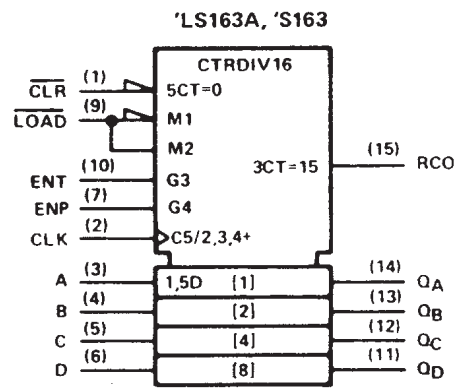 'LS163A, 'S163
CTRDIV16
CLR (1) 5CT=0
LOAD (9) M1
M2
3CT=15 (15) RCO
ENT (10) G3
ENP (7) G4
CLK (2) C5/2,3,4+
A (3) 1,5D [1] (14) QA
B (4) [2] (13) QB
C (5) [4] (12) QC
D (6) [8] (11) QD